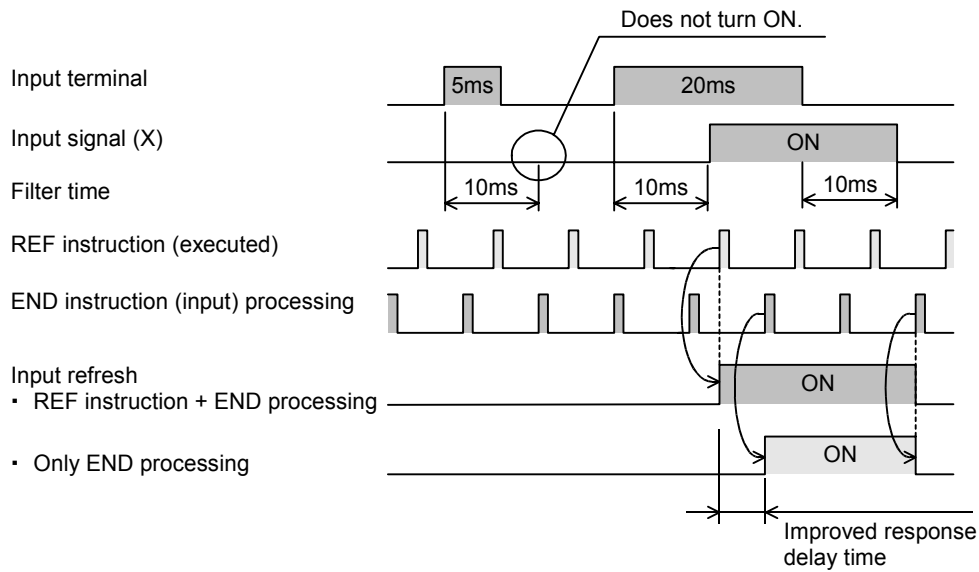 Does not turn ON.
Input terminal
5ms
20ms
Input signal (X)
ON
Filter time
10ms
10ms
10ms
REF instruction (executed)
END instruction (input) processing
Input refresh
・ REF instruction + END processing
ON
・ Only END processing
ON
Improved response
delay time